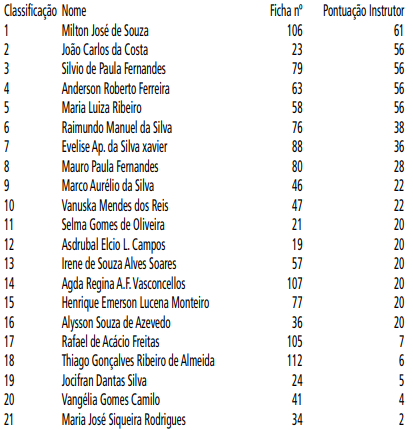 Classificação Nome Ficha nº Pontuação Instrutor
1 Milton José de Souza 106 61
2 João Carlos da Costa 23 56
3 Silvio de Paula Fernandes 79 56
4 Anderson Roberto Ferreira 63 56
5 Maria Luiza Ribeiro 58 56
6 Raimundo Manuel da Silva 76 38
7 Evelise Ap. da Silva xavier 88 36
8 Mauro Paula Fernandes 80 28
9 Marco Aurélio da Silva 46 22
10 Vanuska Mendes dos Reis 47 22
11 Selma Gomes de Oliveira 21 20
12 Asdrubal Elcio L. Campos 19 20
13 Irene de Souza Alves Soares 57 20
14 Agda Regina A.F. Vasconcellos 107 20
15 Henrique Emerson Lucena Monteiro 77 20
16 Alysson Souza de Azevedo 36 20
17 Rafael de Acácio Freitas 105 7
18 Thiago Gonçalves Ribeiro de Almeida 112 6
19 Jocifran Dantas Silva 24 5
20 Vangélia Gomes Camilo 41 4
21 Maria José Siqueira Rodrigues 34 2